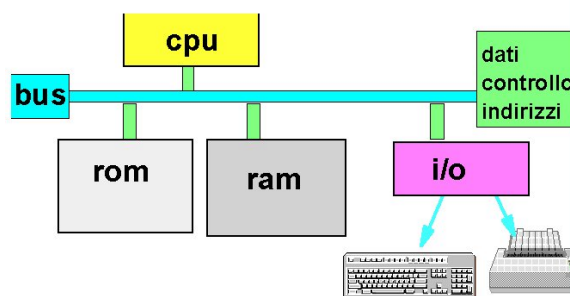 cpu
bus
dati
controllo
indirizzi
rom
ram
i/o